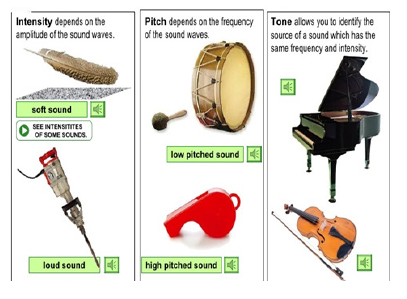 Intensity depends on the
amplitude of the sound waves.
soft sound
SEE INTENSITITES
OF SOME SOUNDS.
loud sound
Pitch depends on the frequency
of the sound waves.
low pitched sound
high pitched sound
Tone allows you to identify the
source of a sound which has the
same frequency and intensity.